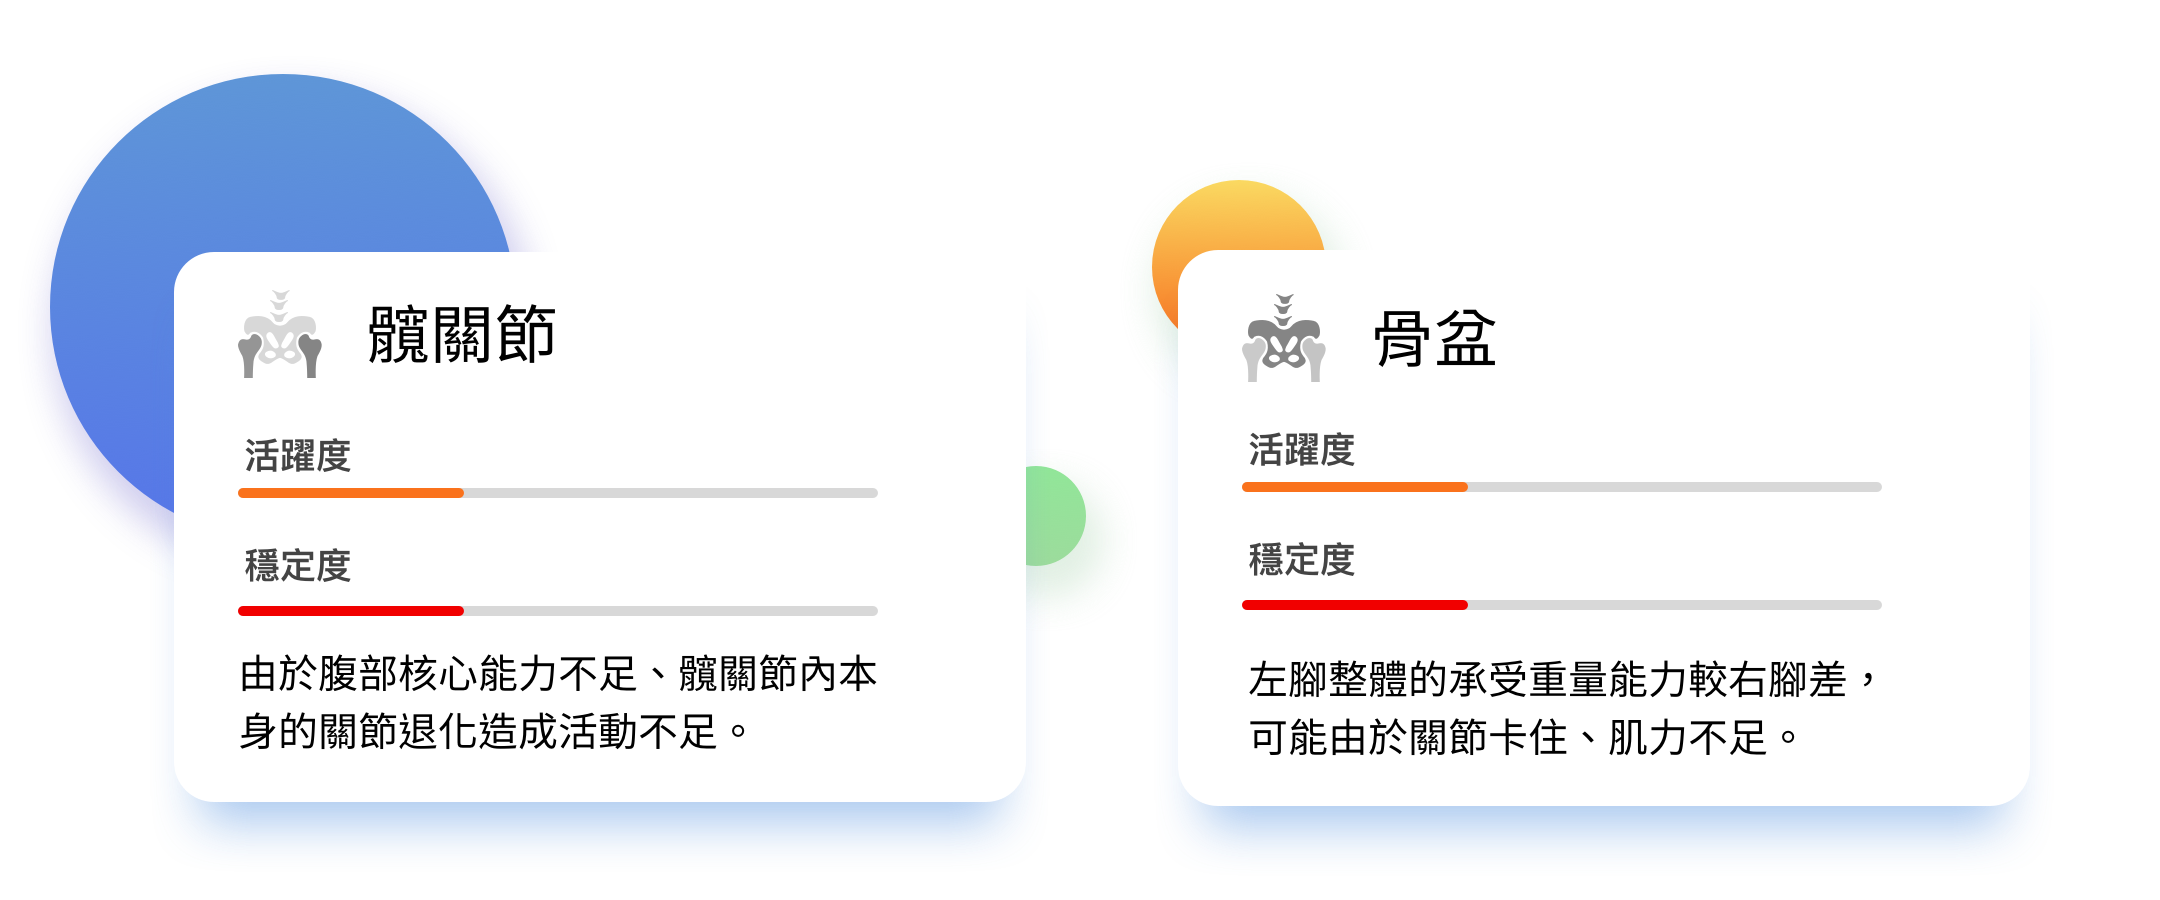 髖關節
活躍度
穩定度
由於腹部核心能力不足、髖關節內本
身的關節退化造成活動不足。
骨盆
活躍度
穩定度
左腳整體的承受重量能力較右腳差，
可能由於關節卡住、肌力不足。